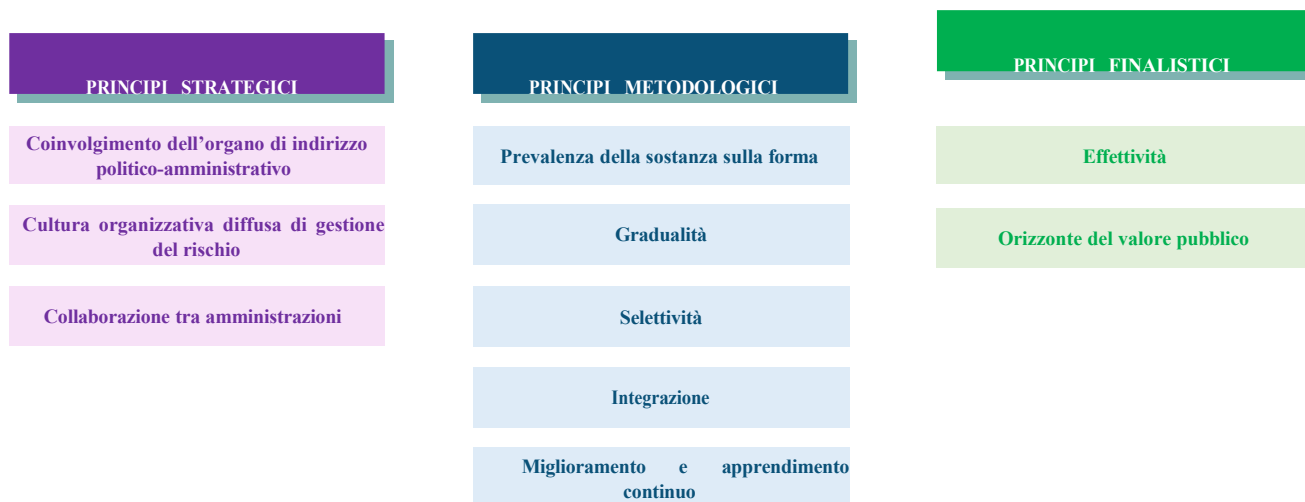 PRINCIPI STRATEGICI
Coinvolgimento dell’organo di indirizzo
politico-amministrativo
Cultura organizzativa diffusa di gestione
del rischio
Collaborazione tra amministrazioni
PRINCIPI METODOLOGICI
Prevalenza della sostanza sulla forma
Gradualità
Selettività
Integrazione
Miglioramento e apprendimento
continuo
PRINCIPI FINALISTICI
Effettività
Orizzonte del valore pubblico